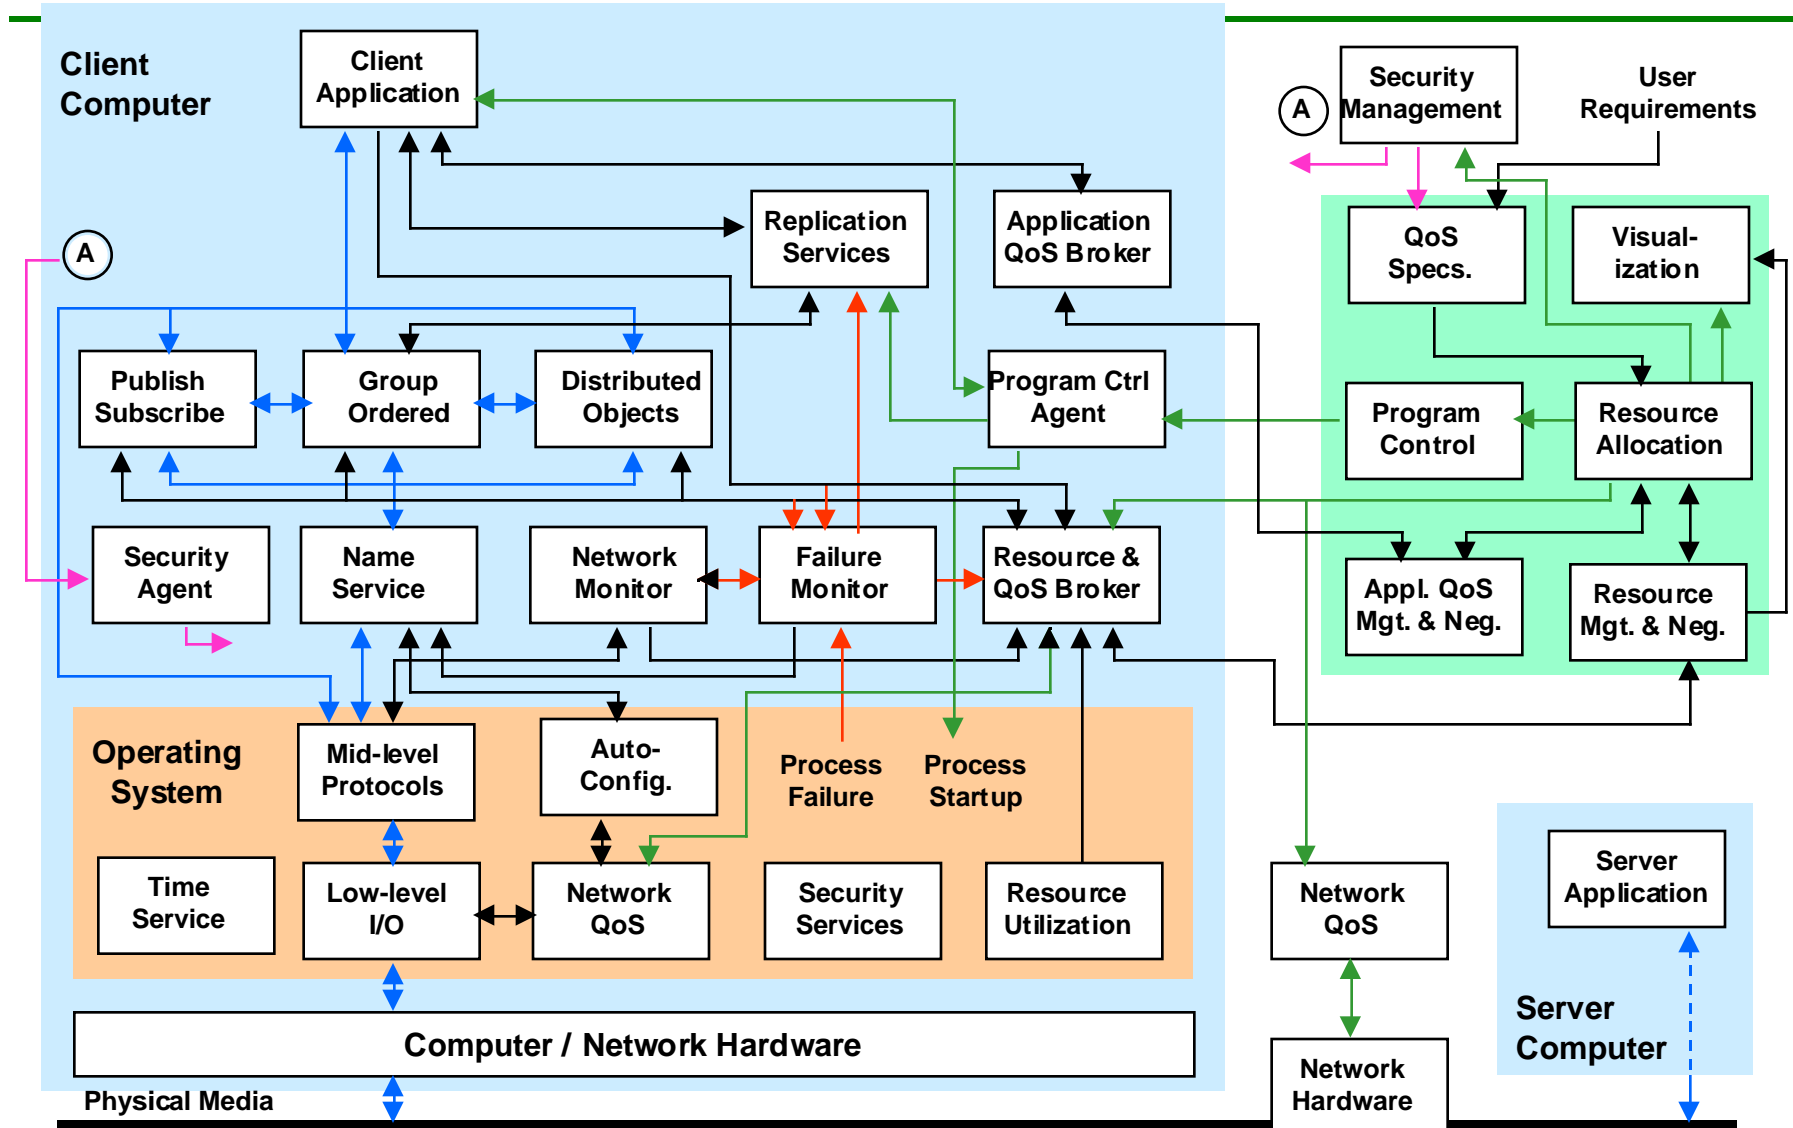 Client
Computer
Client
Application
A
Security
Management
User
Requirements
Replication
Services
Application
QoS Broker
QoS
Specs.
Visual-
ization
A
Publish
Subscribe
Group
Ordered
Distributed
Objects
Program Ctrl
Agent
Program
Control
Resource
Allocation
Security
Agent
Name
Service
Network
Monitor
Failure
Monitor
Resource &
QoS Broker
Appl. QoS
Mgt. & Neg.
Resource
Mgt. & Neg.
Operating
System
Mid-level
Protocols
Auto-
Config.
Process
Failure
Process
Startup
Time
Service
Low-level
I/O
Network
QoS
Security
Services
Resource
Utilization
Network
QoS
Server
Application
Server
Computer
Computer / Network Hardware
Network
Hardware
Physical Media